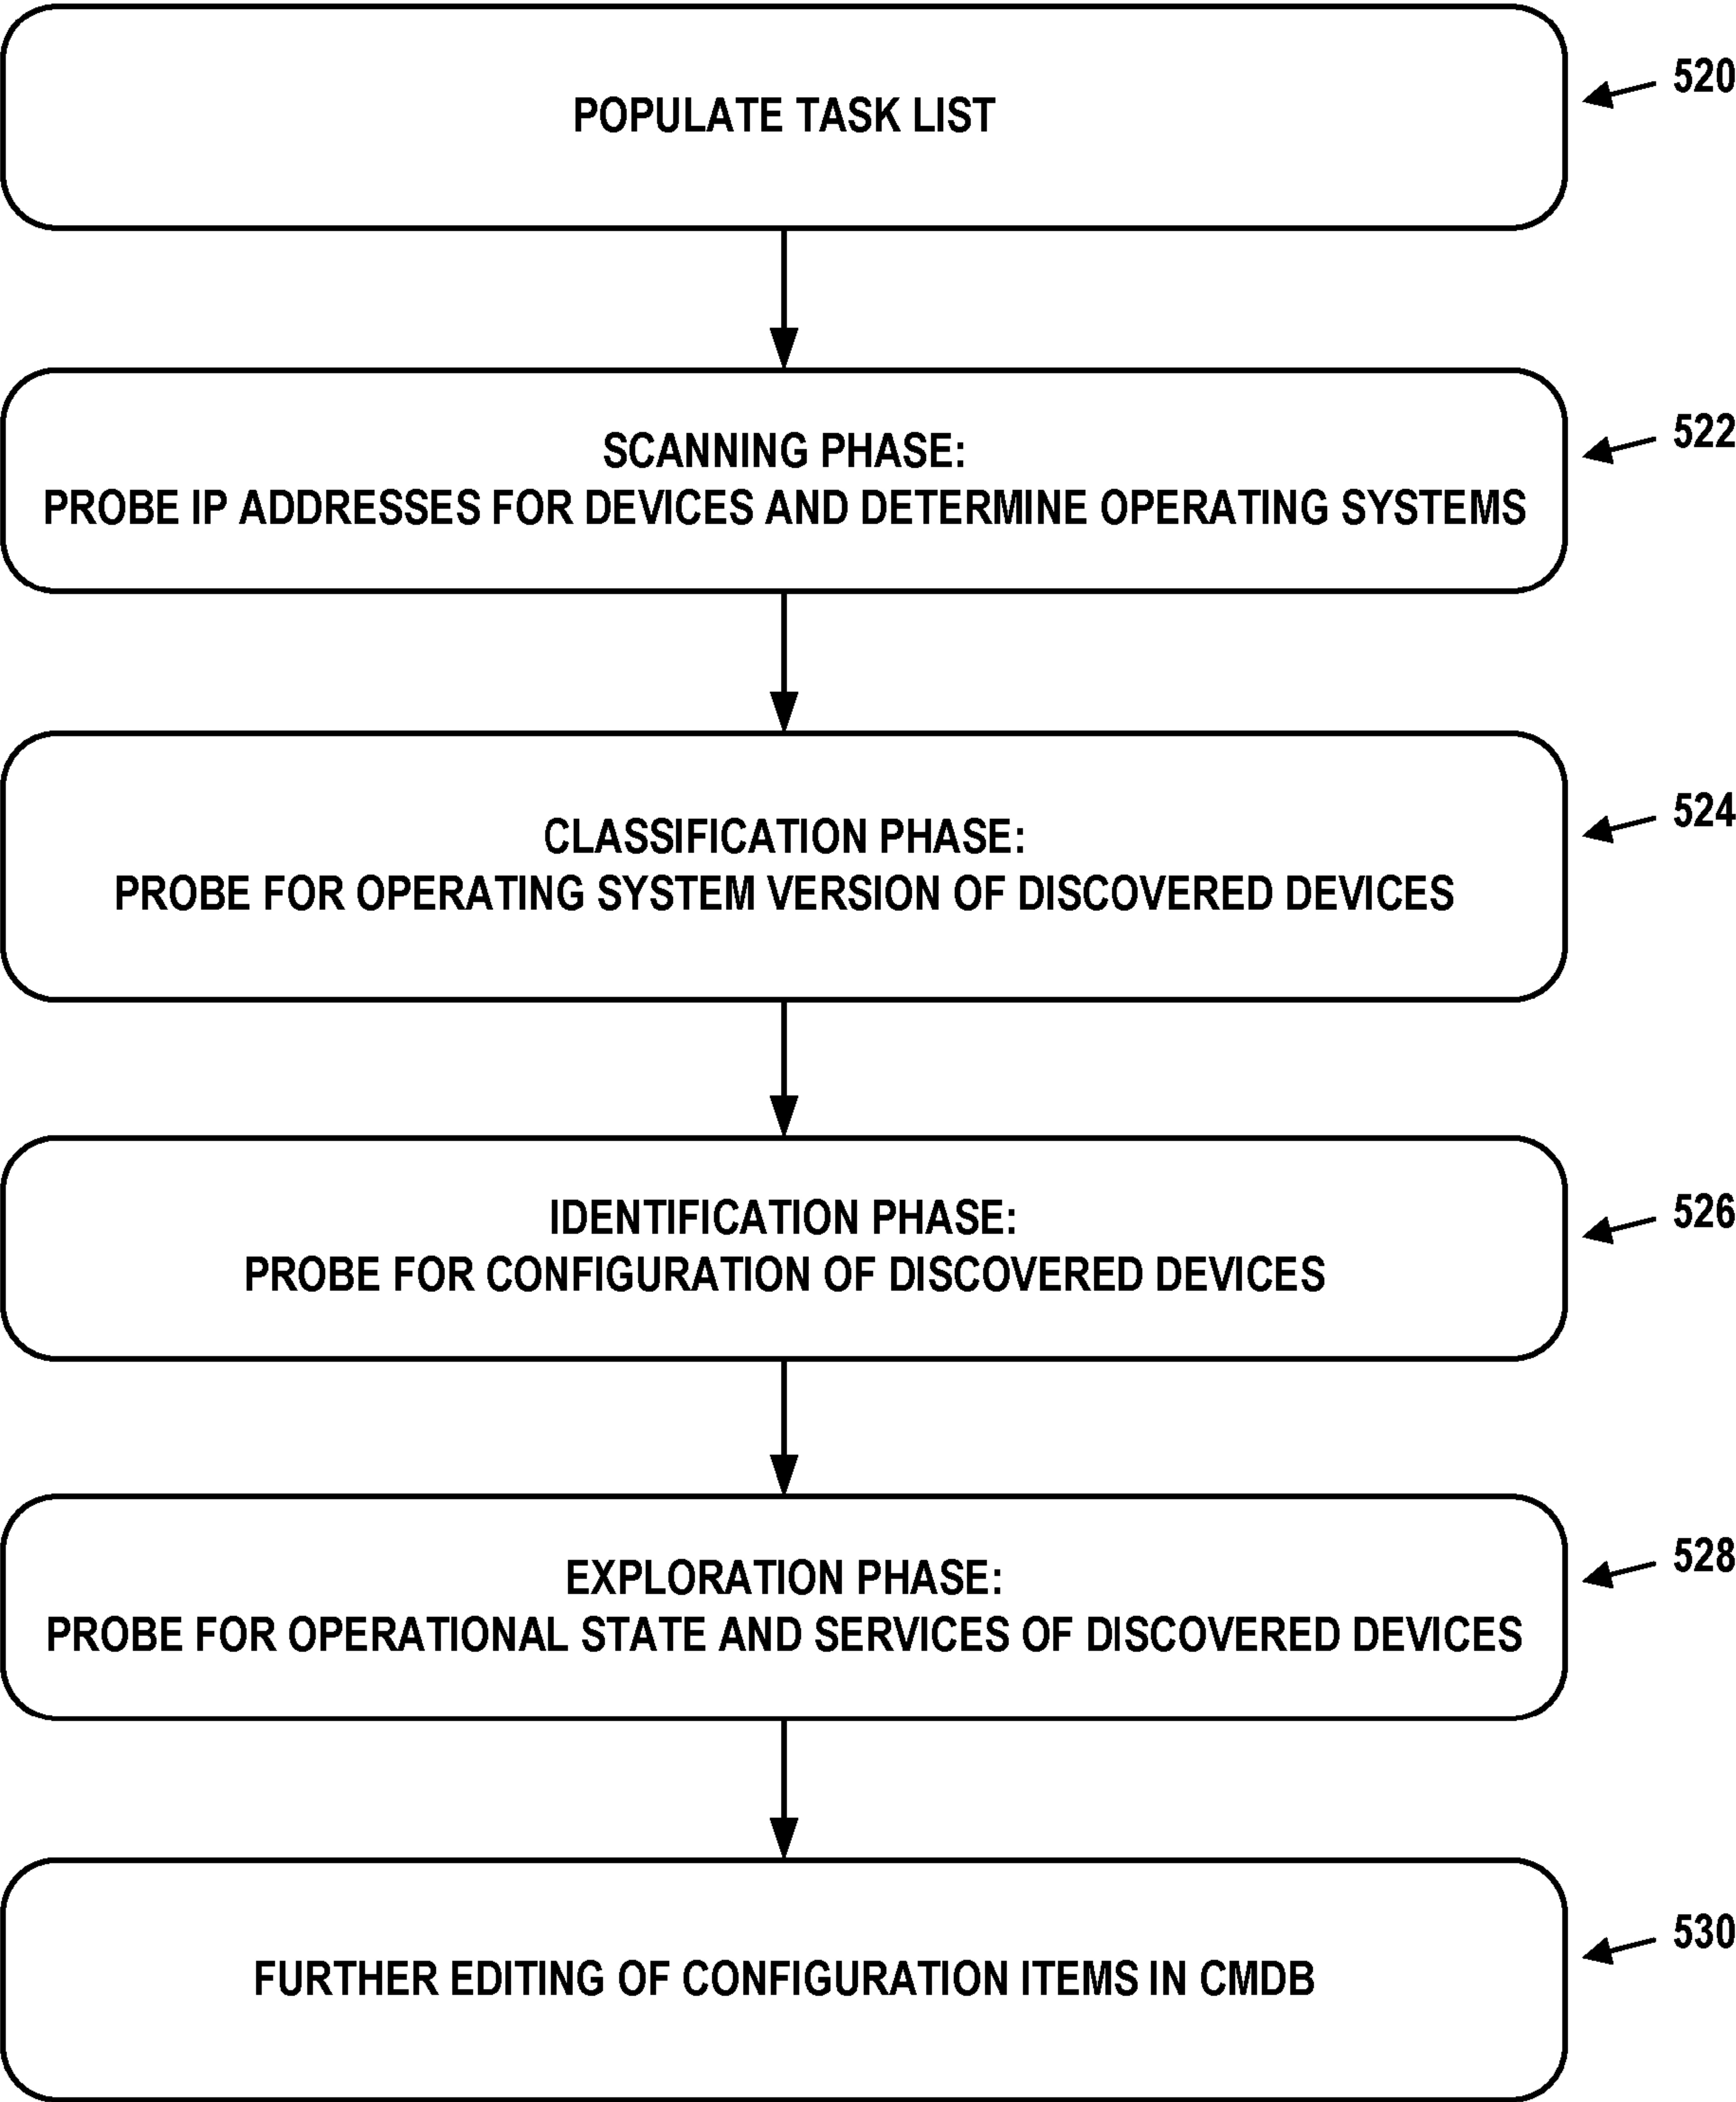 POPULATE TASK LIST
520
SCANNING PHASE:
PROBE IP ADDRESSES FOR DEVICES AND DETERMINE OPERATING SYSTEMS
522
CLASSIFICATION PHASE:
PROBE FOR OPERATING SYSTEM VERSION OF DISCOVERED DEVICES
524
IDENTIFICATION PHASE:
PROBE FOR CONFIGURATION OF DISCOVERED DEVICES
526
EXPLORATION PHASE:
PROBE FOR OPERATIONAL STATE AND SERVICES OF DISCOVERED DEVICES
528
FURTHER EDITING OF CONFIGURATION ITEMS IN CMDB
530